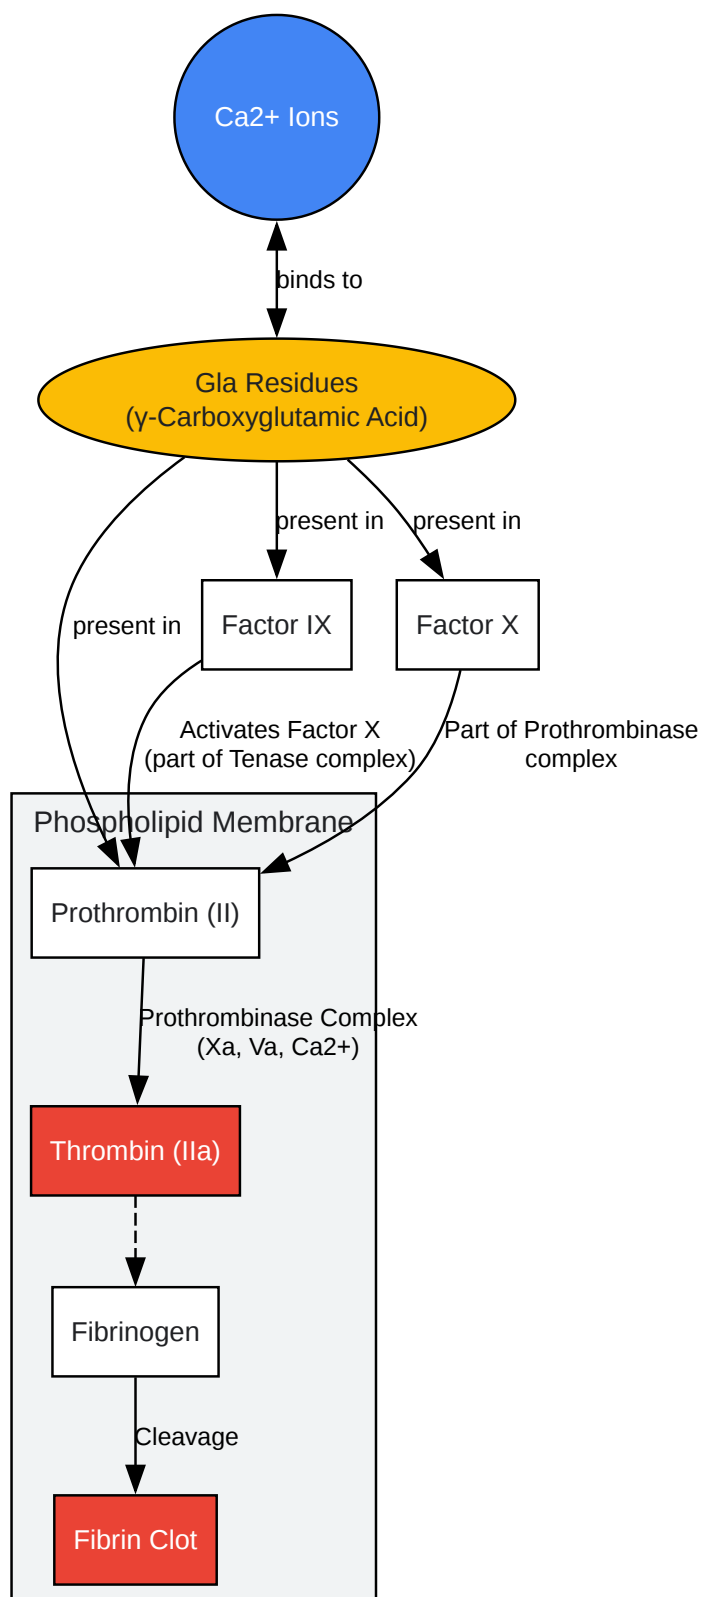 Ca2+ Ions
binds to
Gla Residues
(γ-Carboxyglutamic Acid)
present in
present in
present in
Factor IX
Factor X
Activates Factor X
(part of Tenase complex)
Part of Prothrombinase
complex
Phospholipid Membrane
Prothrombin (II)
Prothrombinase Complex
(Xa, Va, Ca2+)
Thrombin (IIa)
Fibrinogen
Cleavage
Fibrin Clot